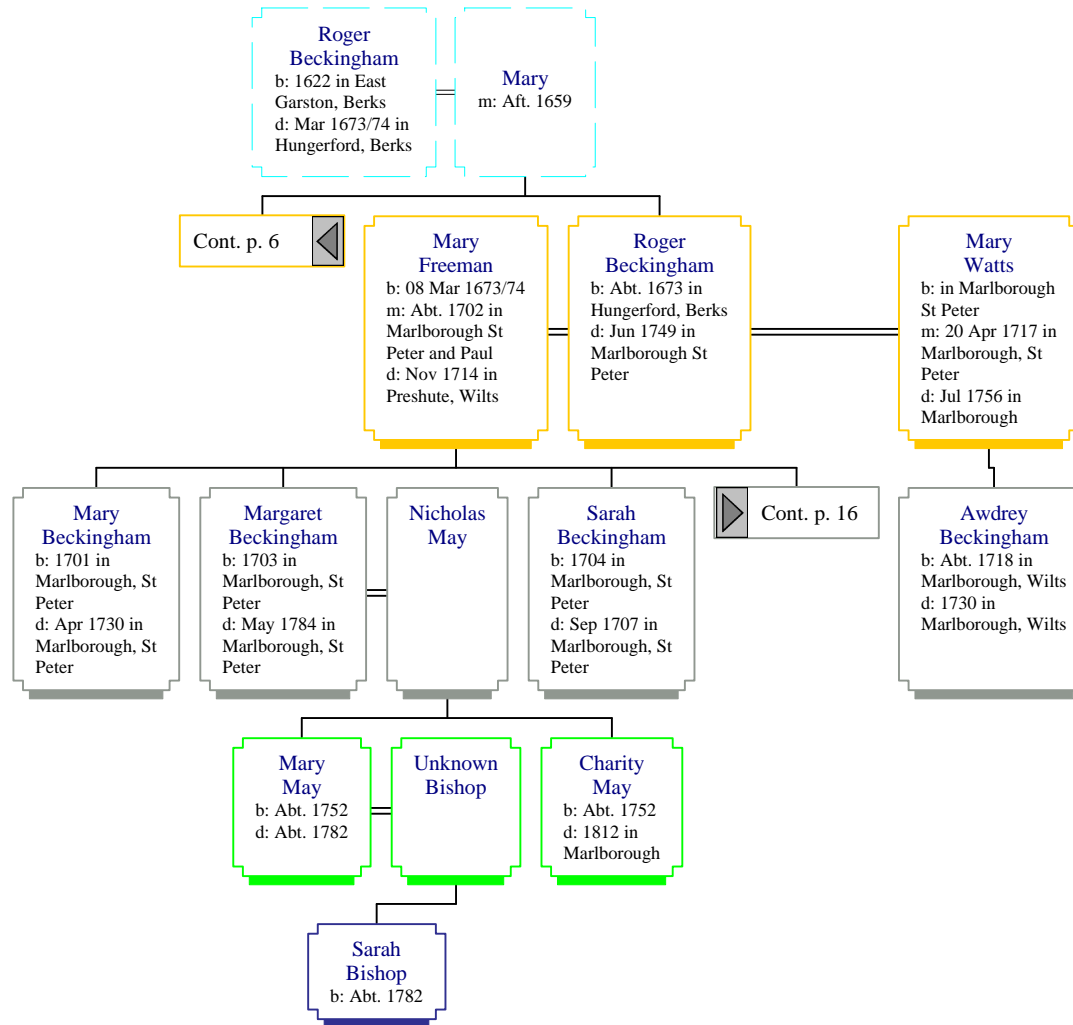 Roger
Beckingham
b: 1622 in East
Garston, Berks
d: Mar 1673/74 in
Hungerford, Berks
Mary
m: Aft. 1659
Cont. p. 6
Mary
Freeman
b: 08 Mar 1673/74
m: Abt. 1702 in
Marlborough St
Peter and Paul
d: Nov 1714 in
Preshute, Wilts
Roger
Beckingham
b: Abt. 1673 in
Hungerford, Berks
d: Jun 1749 in
Marlborough St
Peter
Mary
Watts
b: in Marlborough
St Peter
m: 20 Apr 1717 in
Marlborough, St
Peter
d: Jul 1756 in
Marlborough
Mary
Beckingham
b: 1701 in
Marlborough, St
Peter
d: Apr 1730 in
Marlborough, St
Peter
Margaret
Beckingham
b: 1703 in
Marlborough, St
Peter
d: May 1784 in
Marlborough, St
Peter
Nicholas
May
Sarah
Beckingham
b: 1704 in
Marlborough, St
Peter
d: Sep 1707 in
Marlborough, St
Peter
Cont. p. 16
Awdrey
Beckingham
b: Abt. 1718 in
Marlborough, Wilts
d: 1730 in
Marlborough, Wilts
Mary
May
b: Abt. 1752
d: Abt. 1782
Unknown
Bishop
Charity
May
b: Abt. 1752
d: 1812 in
Marlborough
Sarah
Bishop
b: Abt. 1782